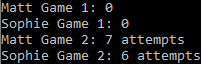 Matt Game 1: 0
Sophie Game 1: 0
Matt Game 2: 7 attempts
Sophie Game 2: 6 attempts